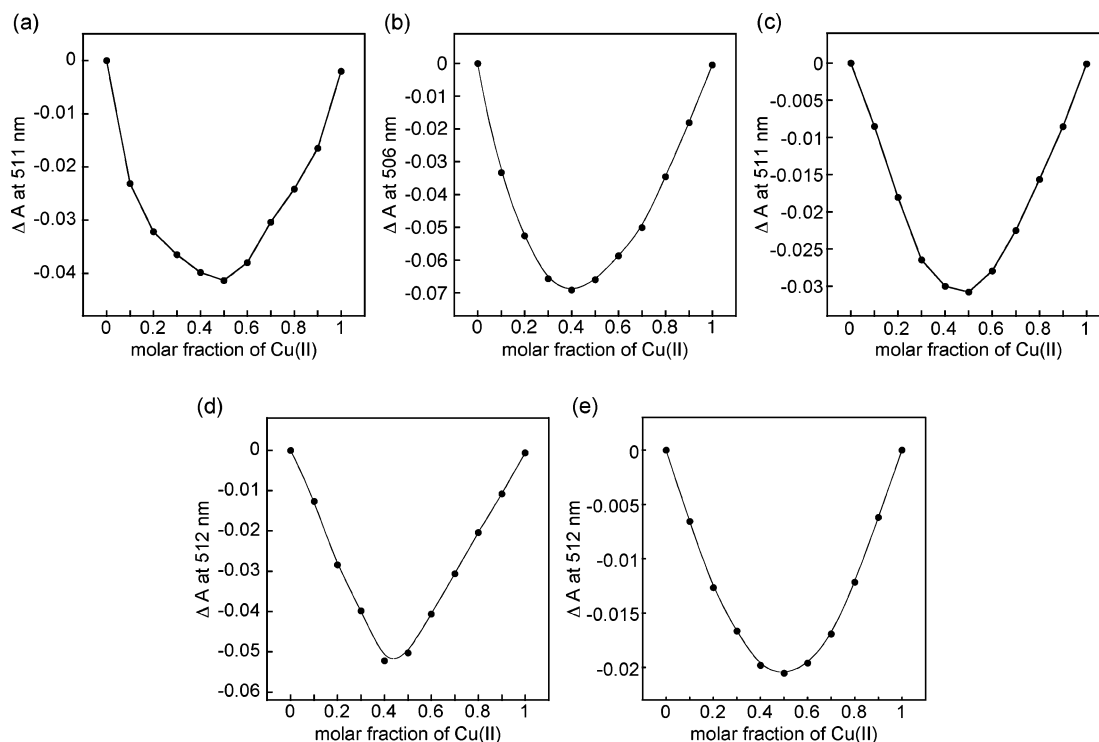 (a)
Δ A at 511 nm
0
-0.01
-0.02
-0.03
-0.04
0 0.2 0.4 0.6 0.8 1
molar fraction of Cu(II)
(b)
Δ A at 506 nm
0
-0.01
-0.02
-0.03
-0.04
-0.05
-0.06
-0.07
0 0.2 0.4 0.6 0.8 1
molar fraction of Cu(II)
(c)
Δ A at 511 nm
0
-0.005
-0.01
-0.015
-0.02
-0.025
-0.03
0 0.2 0.4 0.6 0.8 1
molar fraction of Cu(II)
(d)
Δ A at 512 nm
0
-0.01
-0.02
-0.03
-0.04
-0.05
-0.06
0 0.2 0.4 0.6 0.8 1
molar fraction of Cu(II)
(e)
Δ A at 512 nm
0
-0.005
-0.01
-0.015
-0.02
0 0.2 0.4 0.6 0.8 1
molar fraction of Cu(II)